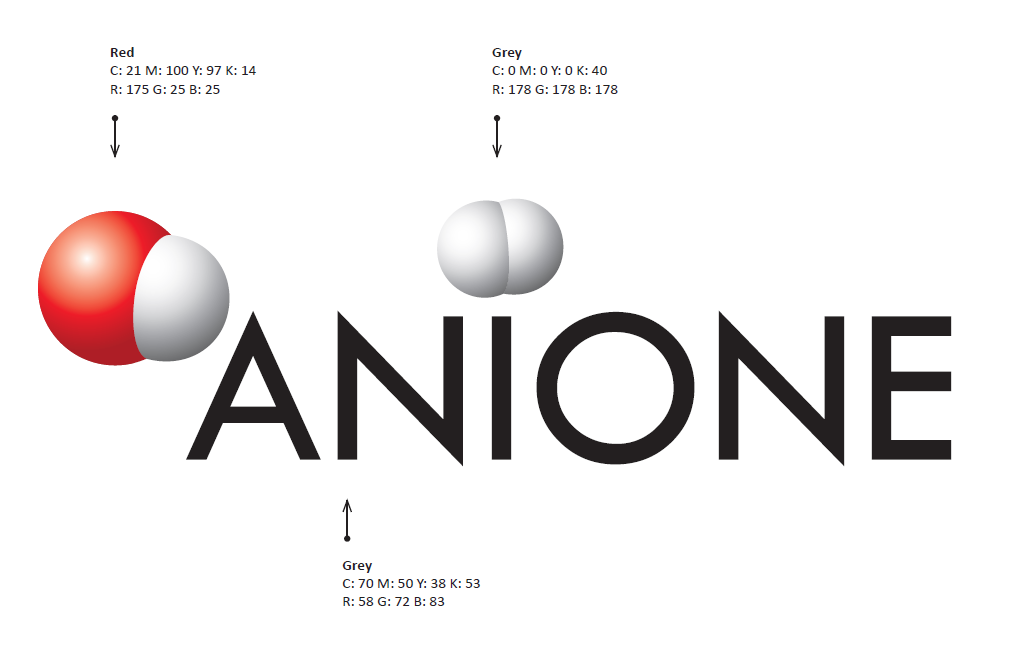 Red
C: 21 M: 100 Y: 97 K: 14
R: 175 G: 25 B: 25
Grey
C: 0 M: 0 Y: 0 K: 40
R: 178 G: 178 B: 178
ANIONE
Grey
C: 70 M: 50 Y: 38 K: 53
R: 58 G: 72 B: 83